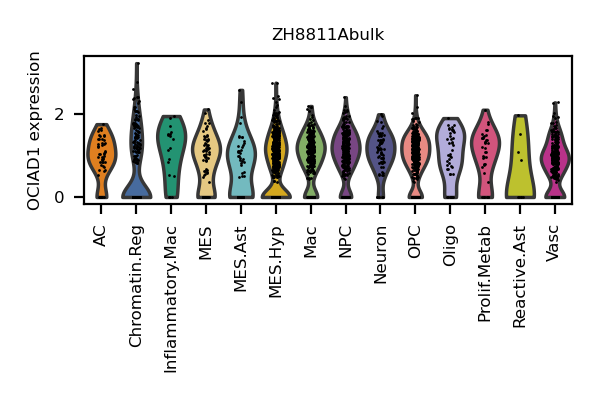 ZH8811Abulk
OCIAD1 expression
2
0
AC
Chromatin.Reg
Inflammatory.Mac
MES
MES.Ast
MES.Hyp
Mac
NPC
Neuron
OPC
Oligo
Prolif.Metab
Reactive.Ast
Vasc